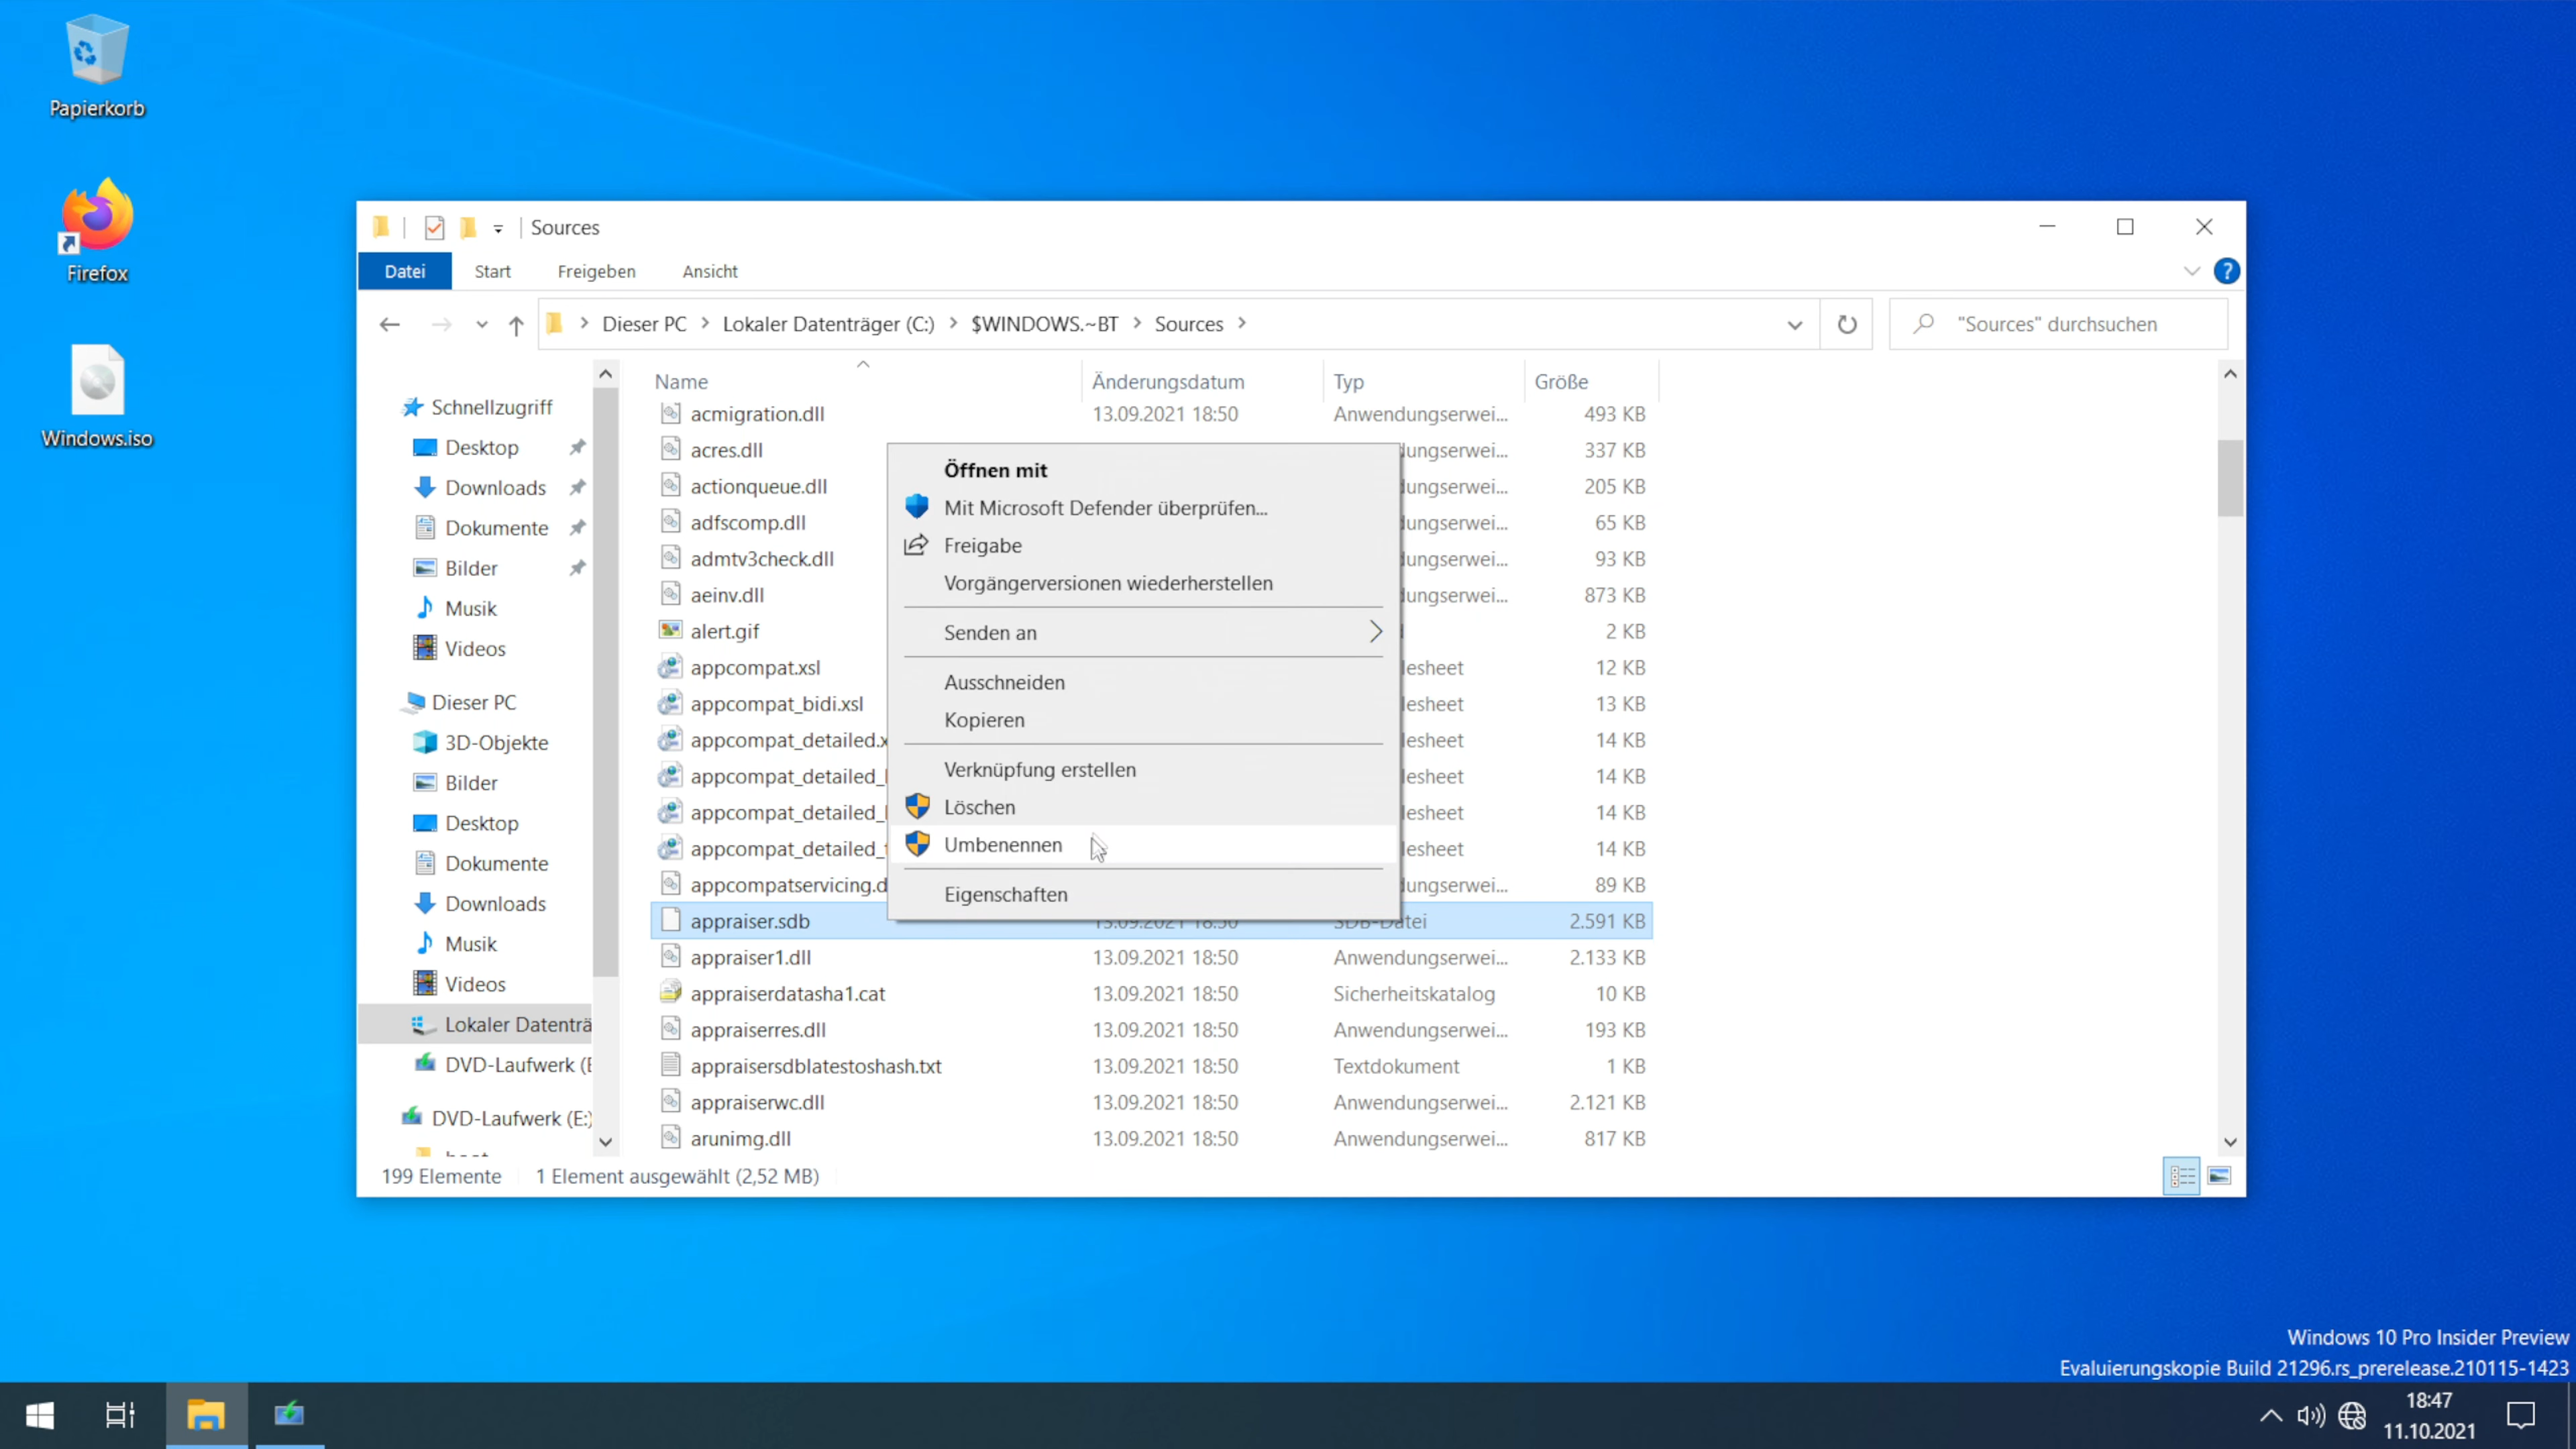 Papierkorb
Firefox
Windows.iso
Sources
Datei Start Freigeben Ansicht ?
Dieser PC Lokaler Datenträger (C:) $WINDOWS.~BT Sources
"Sources" durchsuchen
Schnellzugriff
Desktop
Downloads
Dokumente
Bilder
Musik
Videos
Dieser PC
3D-Objekte
Bilder
Desktop
Dokumente
Downloads
Musik
Videos
Lokaler Datenträ
DVD-Laufwerk (E
DVD-Laufwerk (E:)
Name Änderungsdatum Typ Größe
acmigration.dll 13.09.2021 18:50 Anwendungserwei... 493 KB
acres.dll ungserwei... 337 KB
actionqueue.dll ungserwei... 205 KB
adfscomp.dll ungserwei... 65 KB
admtv3check.dll ungserwei... 93 KB
aeinv.dll ungserwei... 873 KB
alert.gif 2 KB
appcompat.xsl lesheet 12 KB
appcompat_bidi.xsl lesheet 13 KB
appcompat_detailed.x lesheet 14 KB
appcompat_detailed_ lesheet 14 KB
appcompat_detailed_ lesheet 14 KB
appcompat_detailed_ lesheet 14 KB
appcompatservicing.d ungserwei... 89 KB
appraiser.sdb 13.09.2021 18:50 SDB-Datei 2.591 KB
appraiser1.dll 13.09.2021 18:50 Anwendungserwei... 2.133 KB
appraiserdatasha1.cat 13.09.2021 18:50 Sicherheitskatalog 10 KB
appraiserres.dll 13.09.2021 18:50 Anwendungserwei... 193 KB
appraisersdblatestoshash.txt 13.09.2021 18:50 Textdokument 1 KB
appraiserwc.dll 13.09.2021 18:50 Anwendungserwei... 2.121 KB
arunimg.dll 13.09.2021 18:50 Anwendungserwei... 817 KB
Öffnen mit
Mit Microsoft Defender überprüfen...
Freigabe
Vorgängerversionen wiederherstellen
Senden an
Ausschneiden
Kopieren
Verknüpfung erstellen
Löschen
Umbenennen
Eigenschaften
199 Elemente 1 Element ausgewählt (2,52 MB)
Windows 10 Pro Insider Preview
Evaluierungskopie Build 21296.rs_prerelease.210115-1423
18:47
11.10.2021